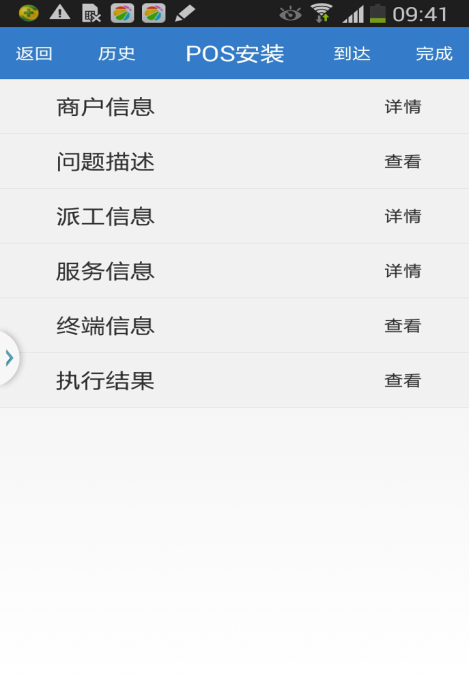 09:41
返回 历史 POS安装 到达 完成
商户信息 详情
问题描述 查看
派工信息 详情
服务信息 详情
终端信息 查看
执行结果 查看